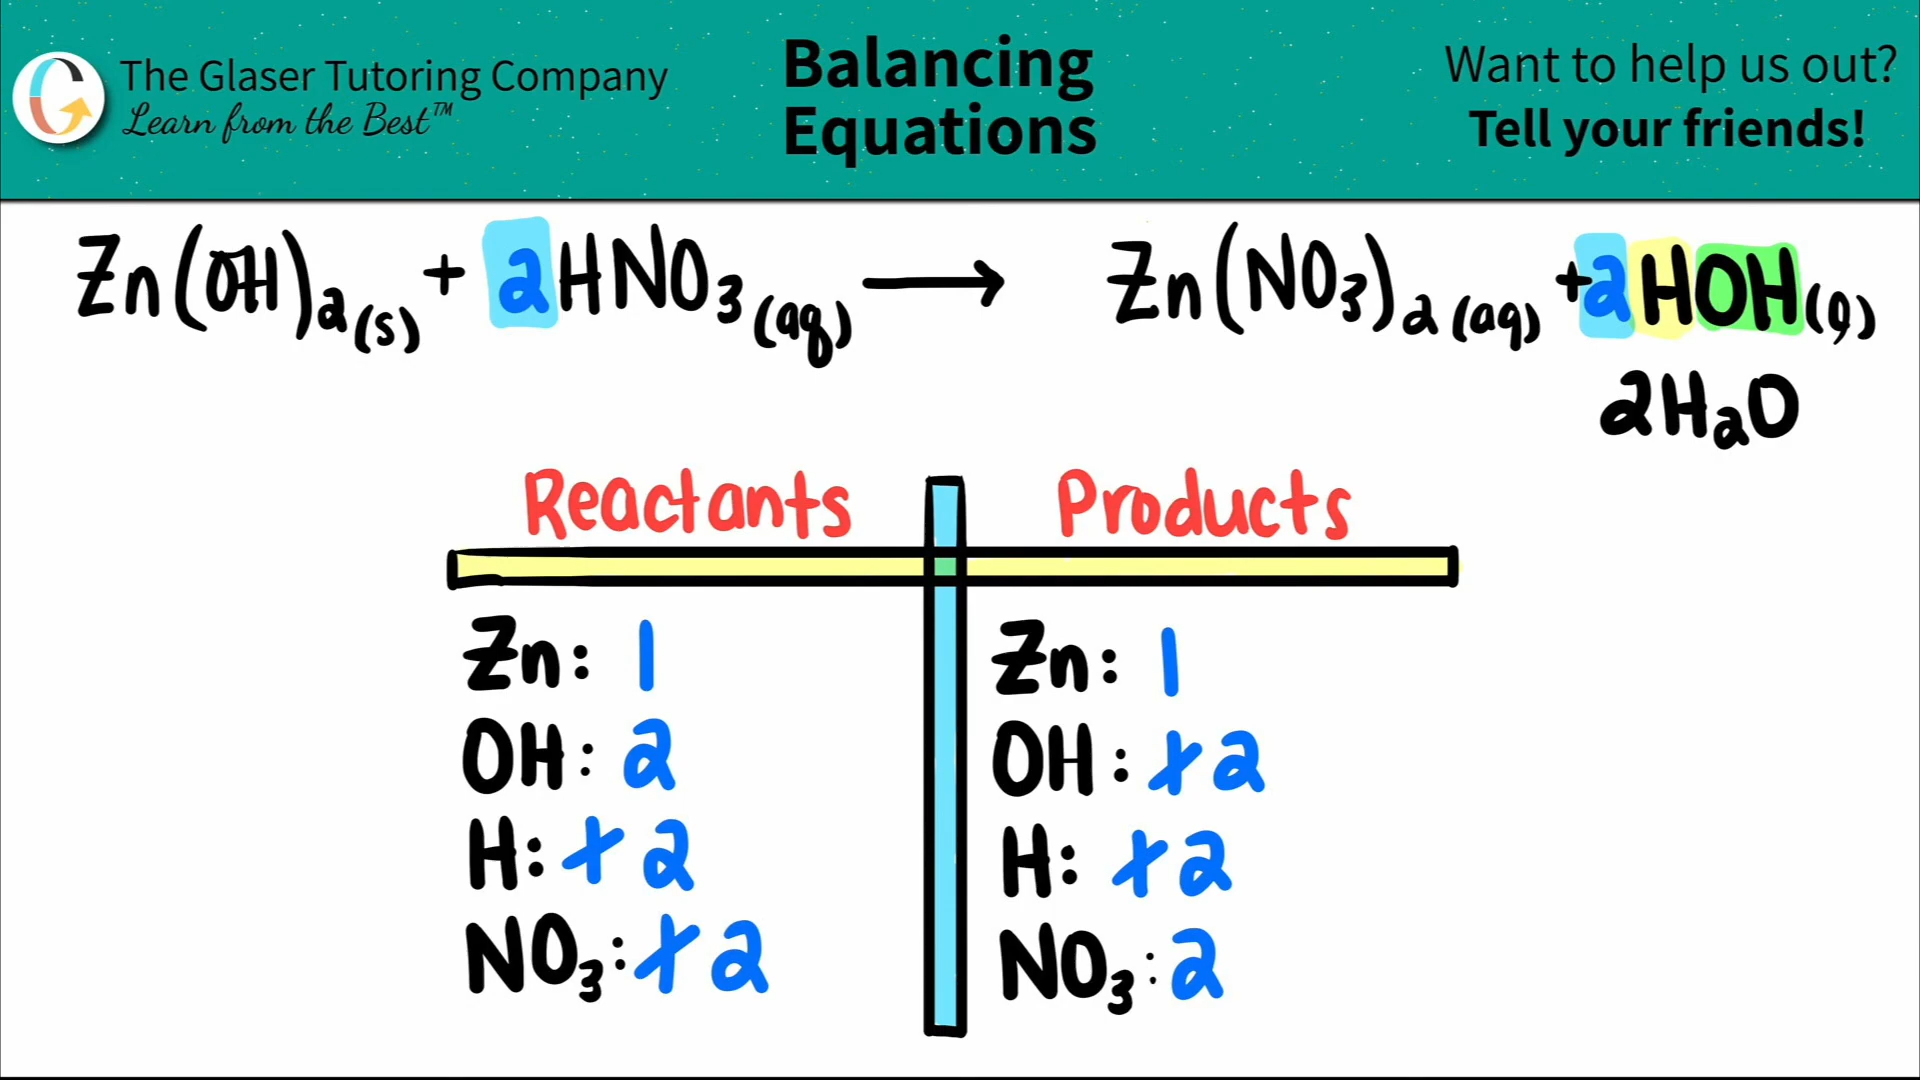 The Glaser Tutoring Company
Learn from the Best™
Balancing
Equations
Want to help us out?
Tell your friends!
Zn(OH)₂(s) + 2HNO₃(aq) → Zn(NO₃)₂(aq) + 2HOH(l)
2H₂O
Reactants
Products
Zn: 1
Zn: 1
OH: 2
OH: 1 2
H: 1 2
H: 1 2
NO₃: 1 2
NO₃: 2